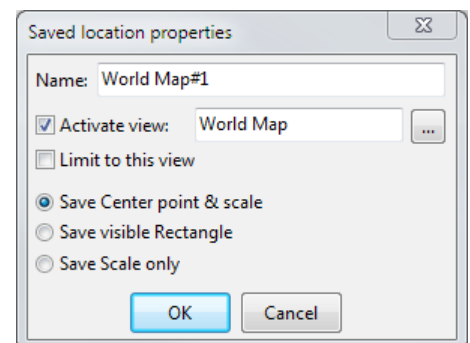 Saved location properties
Name: World Map#1
Activate view: World Map ...
Limit to this view
Save Center point & scale
Save visible Rectangle
Save Scale only
OK Cancel